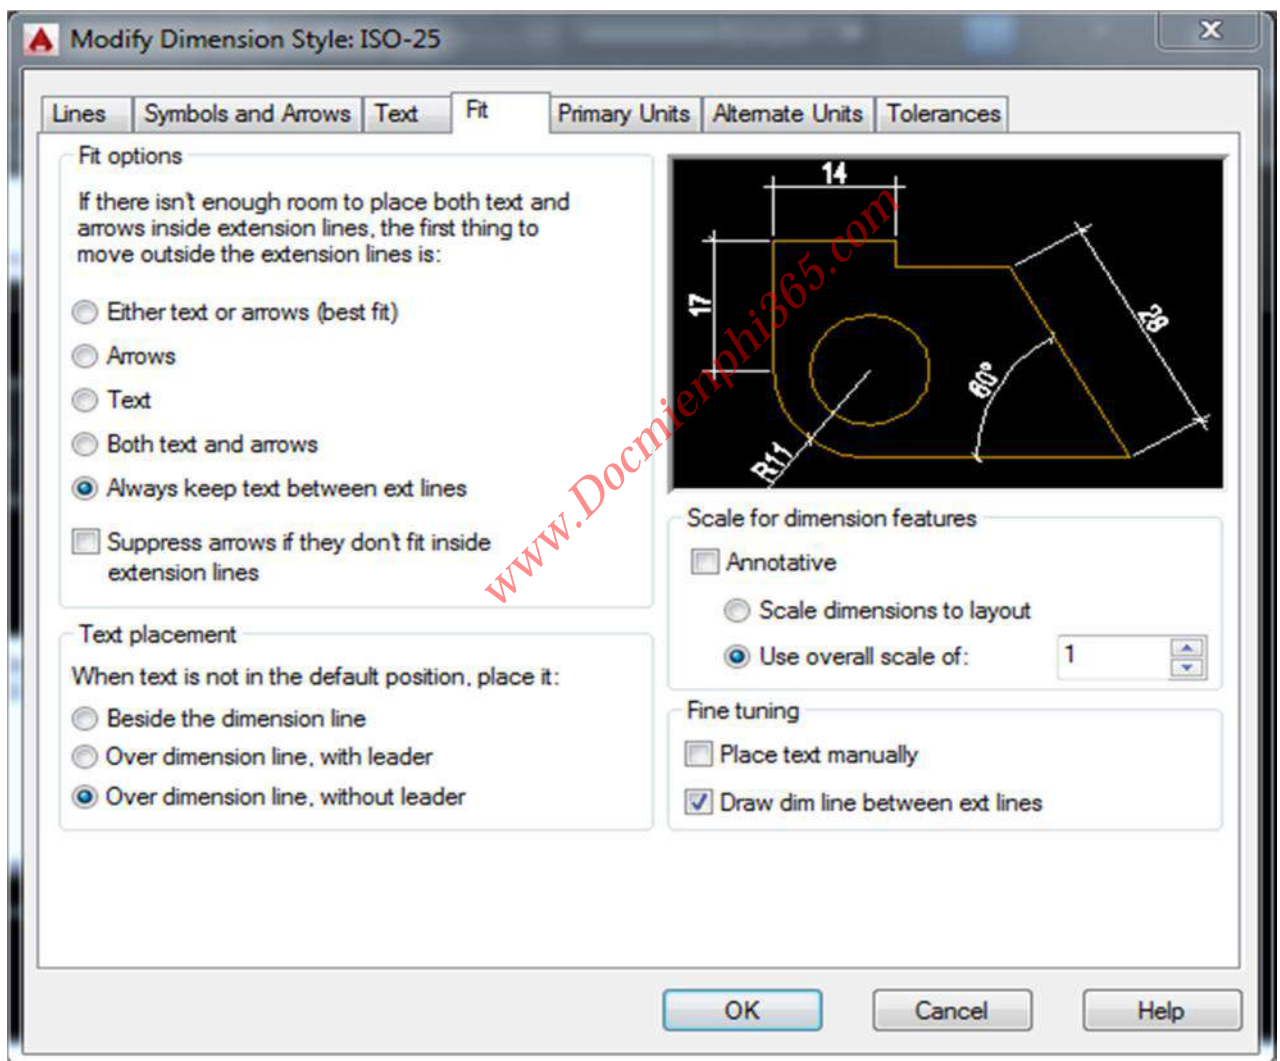 Modify Dimension Style: ISO-25
X
Lines
Symbols and Arrows
Text
Fit
Primary Units
Alternate Units
Tolerances
Fit options
If there isn't enough room to place both text and
arrows inside extension lines, the first thing to
move outside the extension lines is:
Either text or arrows (best fit)
Arrows
Text
Both text and arrows
Always keep text between ext lines
Suppress arrows if they don't fit inside
extension lines
Text placement
When text is not in the default position, place it:
Beside the dimension line
Over dimension line, with leader
Over dimension line, without leader
14
17
28
60°
R11
www.Docmienphi365.com
Scale for dimension features
Annotative
Scale dimensions to layout
Use overall scale of:
1
Fine tuning
Place text manually
Draw dim line between ext lines
OK
Cancel
Help